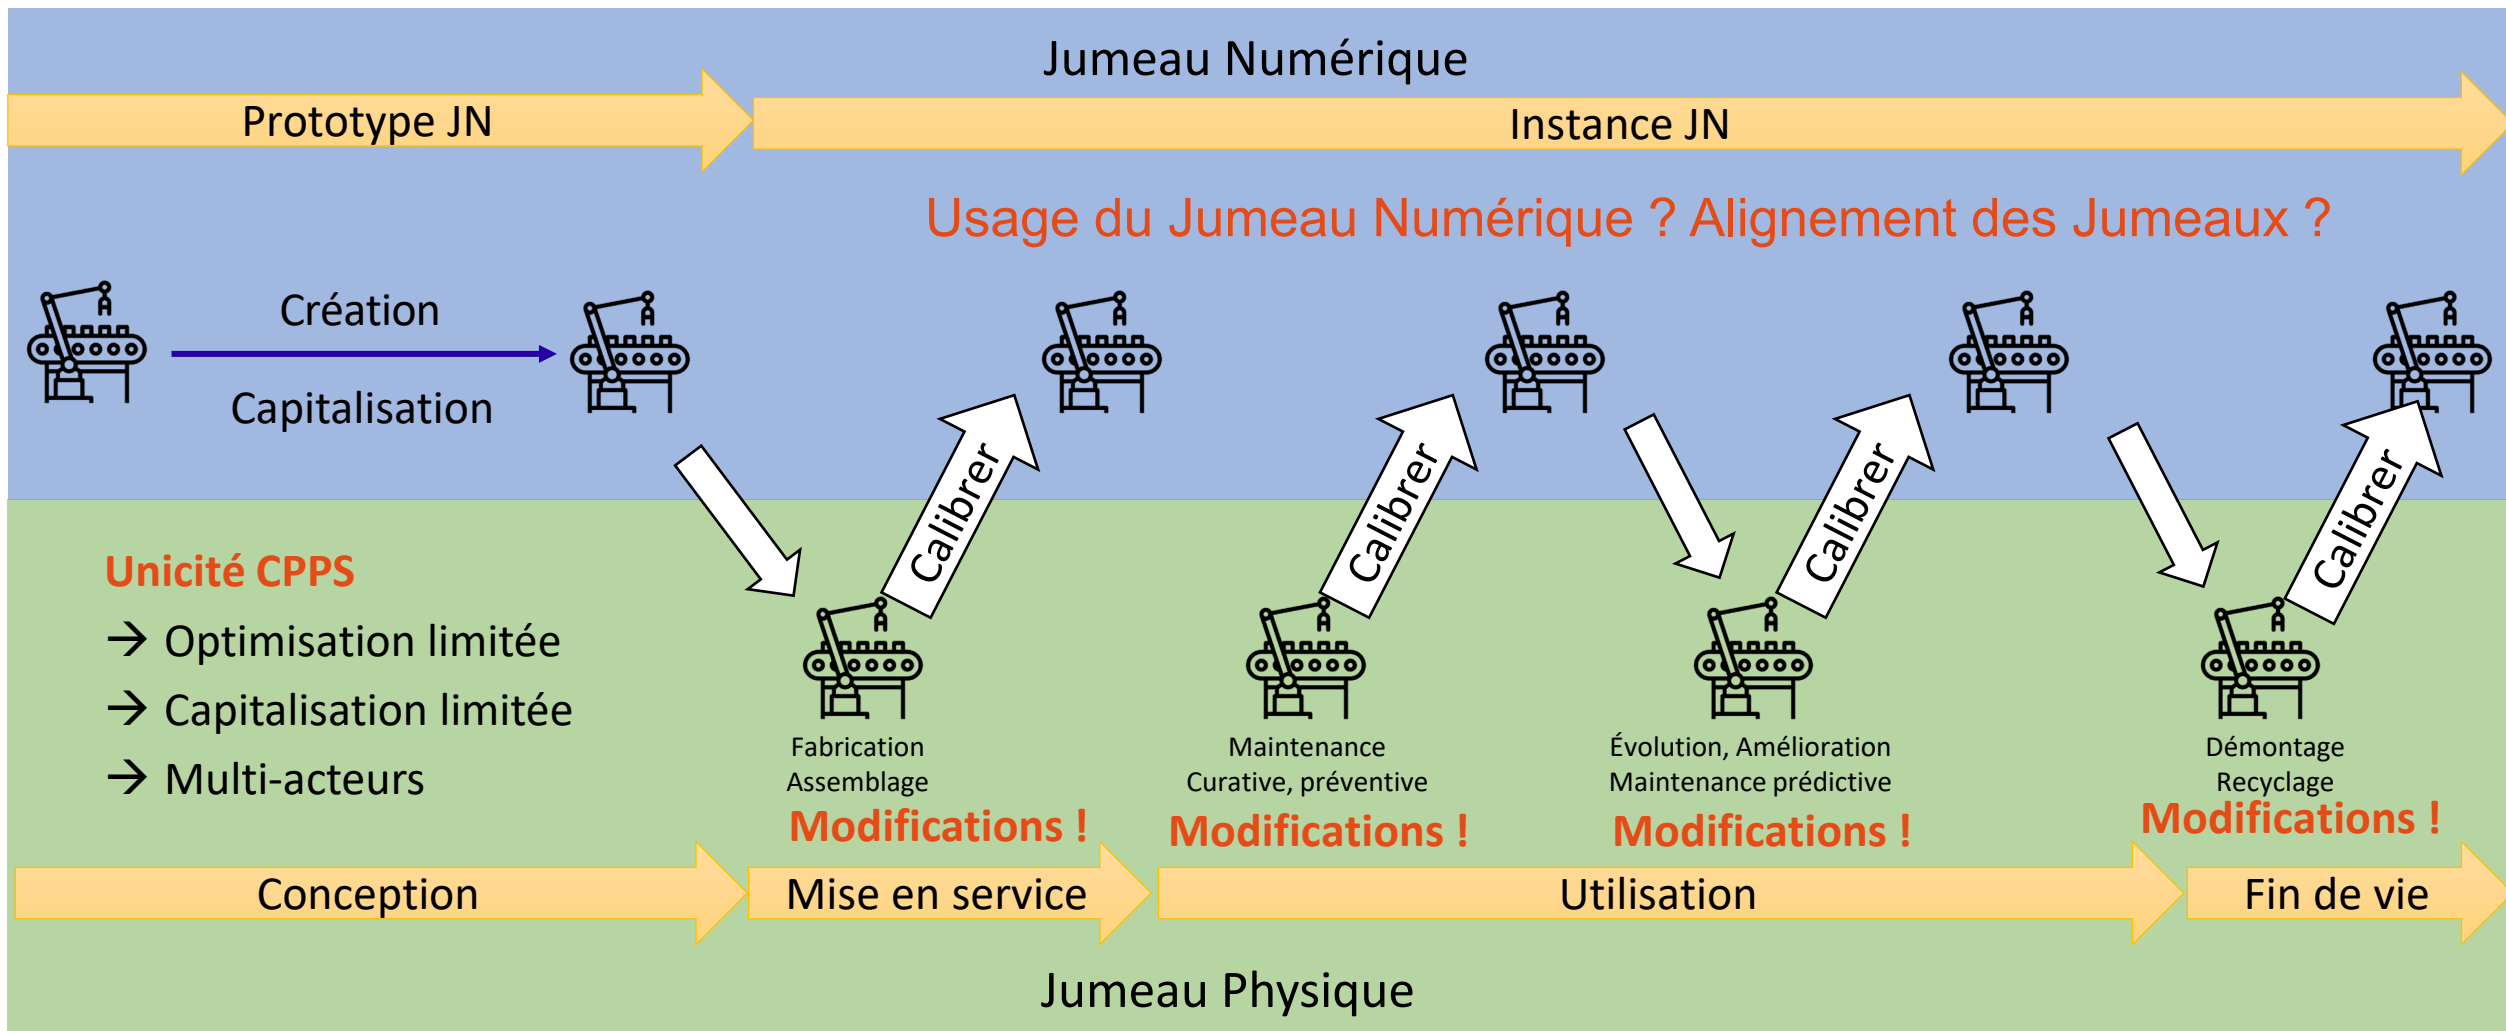 Jumeau Numérique
Prototype JN
Instance JN
Usage du Jumeau Numérique ? Alignement des Jumeaux ?
Création
Capitalisation
Calibrer
Calibrer
Calibrer
Calibrer
Unicité CPPS
→ Optimisation limitée
→ Capitalisation limitée
→ Multi-acteurs
Fabrication
Assemblage
Modifications !
Maintenance
Curative, préventive
Modifications !
Évolution, Amélioration
Maintenance prédictive
Modifications !
Démontage
Recyclage
Modifications !
Conception
Mise en service
Utilisation
Fin de vie
Jumeau Physique